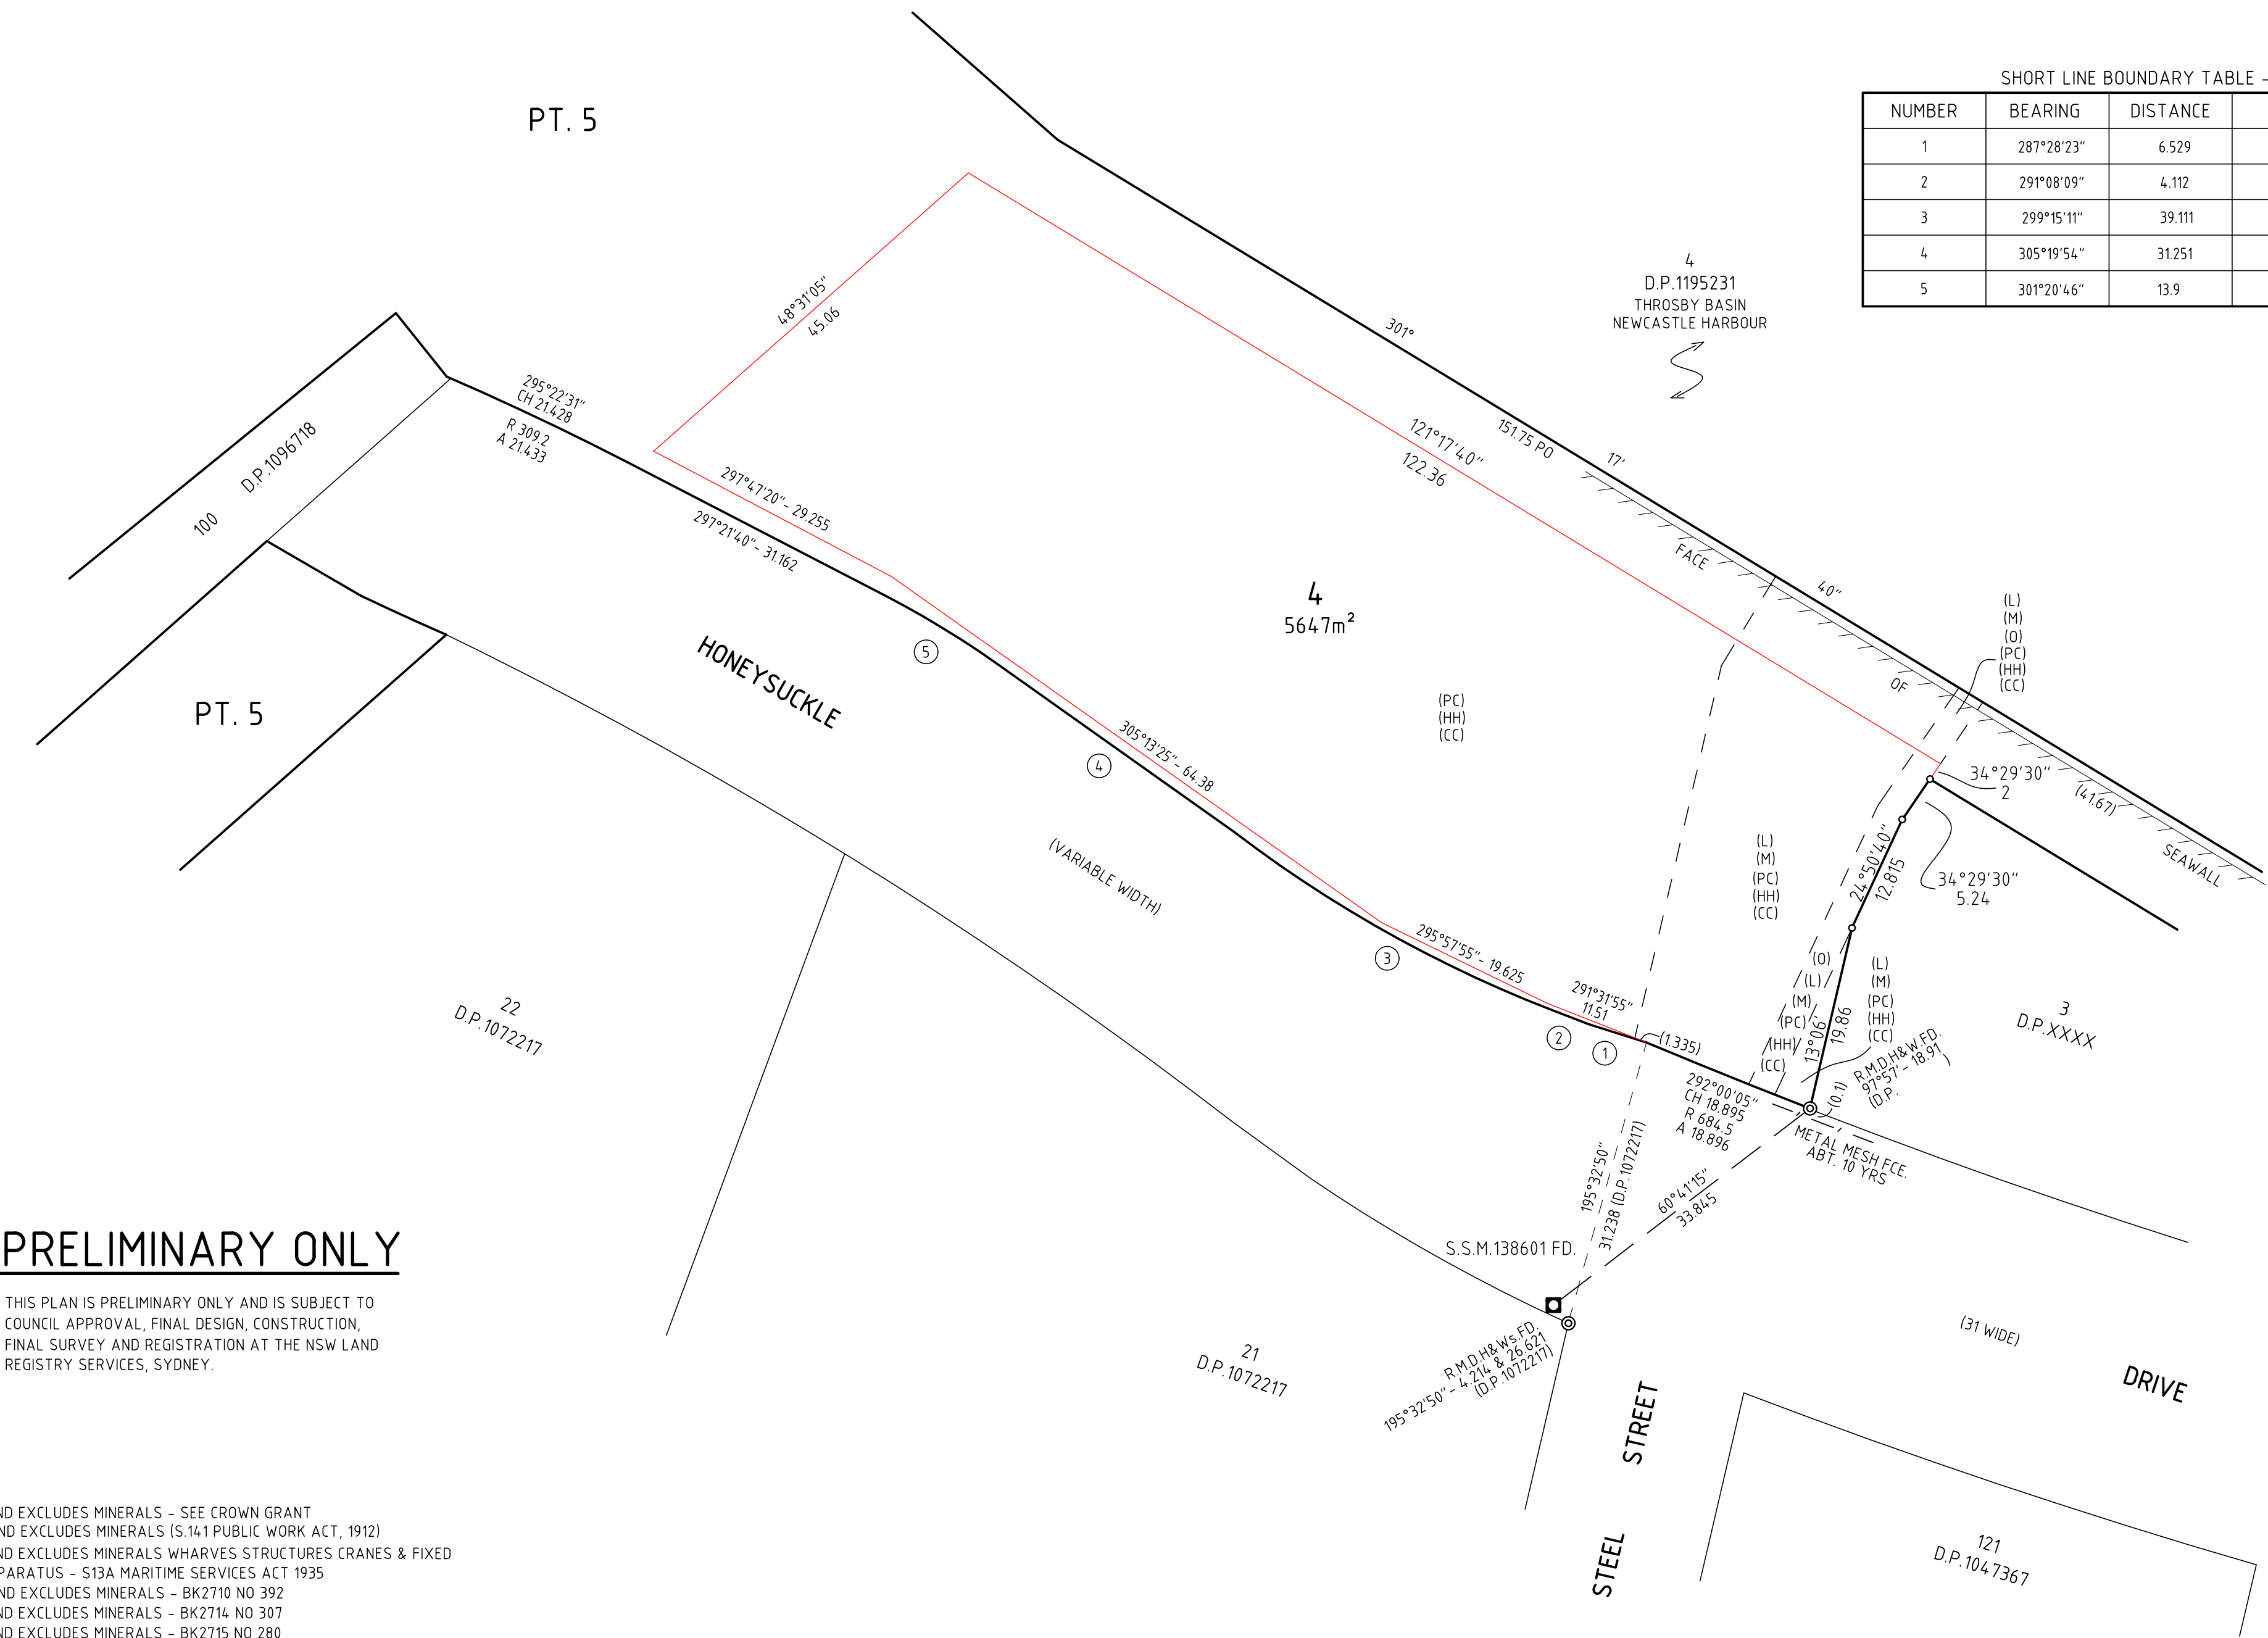 SHORT LINE BOUNDARY TABLE -
NUMBER BEARING DISTANCE
1 287°28'23" 6.529
2 291°08'09" 4.112
3 299°15'11" 39.111
4 305°19'54" 31.251
5 301°20'46" 13.9
PT. 5
4
D.P.1195231
THROSBY BASIN
NEWCASTLE HARBOUR
48°31'05"
45.06
301°
151.75 PO
17'
40"
121°17'40"
122.36
295°22'31"
CH 21.428
R 309.2
A 21.433
100 D.P.1096718
297°47'20"- 29.255
297°21'40"- 31.162
FACE
OF
SEAWALL
4
5647m²
(L)
(M)
(O)
(PC)
(HH)
(CC)
HONEYSUCKLE
5
PT. 5
(PC)
(HH)
(CC)
305°13'25"- 64.38
4
34°29'30"
2
(41.67)
(VARIABLE WIDTH)
(L)
(M)
(PC)
(HH)
(CC)
24°50'40"
12.815
34°29'30"
5.24
295°57'55"- 19.625
3
291°31'55"
11.51
2
1
(1.335)
(O)
(L)
(M)
(PC)
(HH)
(CC)
13°06'
19.86
(L)
(M)
(PC)
(HH)
(CC)
3
D.P.XXXX
R.M.D.H&W.FD.
97°57'- 18.91
(D.P. )
(0.1)
22
D.P.1072217
292°00'05"
CH 18.895
R 684.5
A 18.896
METAL MESH FCE.
ABT. 10 YRS
195°32'50"
31.238 (D.P.1072217)
60°41'15"
33.845
S.S.M.138601 FD.
PRELIMINARY ONLY
THIS PLAN IS PRELIMINARY ONLY AND IS SUBJECT TO
COUNCIL APPROVAL, FINAL DESIGN, CONSTRUCTION,
FINAL SURVEY AND REGISTRATION AT THE NSW LAND
REGISTRY SERVICES, SYDNEY.
21
D.P.1072217
R.M.D.H&Ws.FD.
195°32'50"- 4.214 & 26.621
(D.P.1072217)
(31 WIDE)
DRIVE
STEEL STREET
121
D.P.1047367
ND EXCLUDES MINERALS - SEE CROWN GRANT
ND EXCLUDES MINERALS (S.141 PUBLIC WORK ACT, 1912)
ND EXCLUDES MINERALS WHARVES STRUCTURES CRANES & FIXED
PARATUS - S13A MARITIME SERVICES ACT 1935
ND EXCLUDES MINERALS - BK2710 NO 392
ND EXCLUDES MINERALS - BK2714 NO 307
ND EXCLUDES MINERALS - BK2715 NO 280